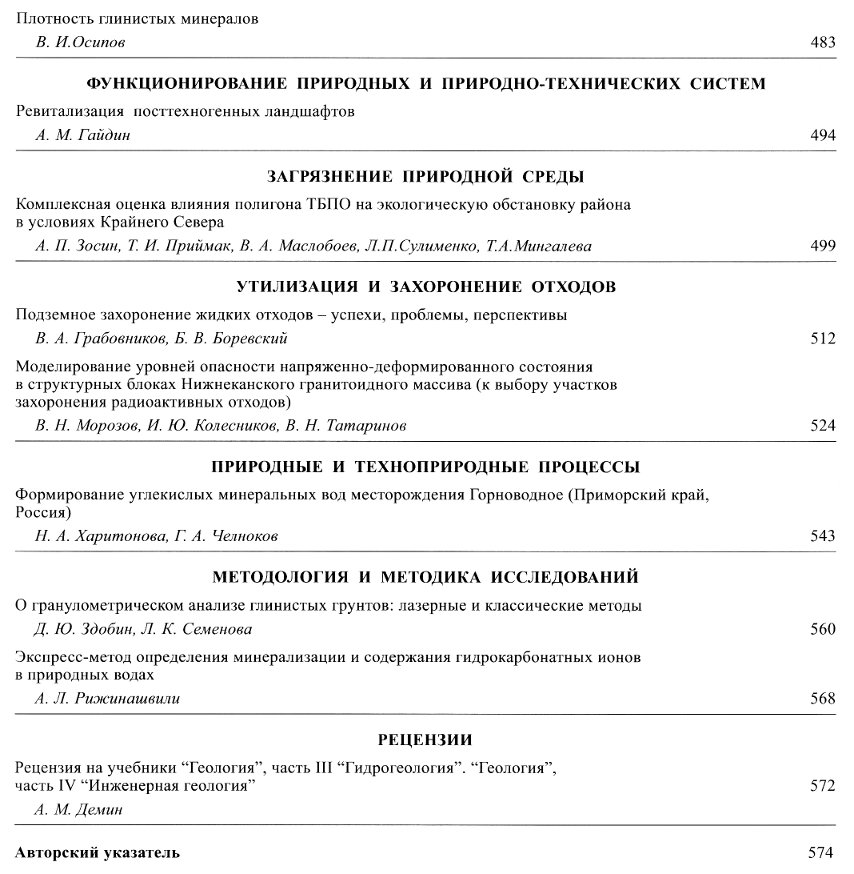 Плотность глинистых минералов
В. И.Осипов 483
ФУНКЦИОНИРОВАНИЕ ПРИРОДНЫХ И ПРИРОДНО-ТЕХНИЧЕСКИХ СИСТЕМ
Ревитализация посттехногенных ландшафтов
А. М. Гайдин 494
ЗАГРЯЗНЕНИЕ ПРИРОДНОЙ СРЕДЫ
Комплексная оценка влияния полигона ТБПО на экологическую обстановку района
в условиях Крайнего Севера
А. П. Зосин, Т. И. Приймак, В. А. Маслобоев, Л.П.Сулименко, Т.А.Мингалева 499
УТИЛИЗАЦИЯ И ЗАХОРОНЕНИЕ ОТХОДОВ
Подземное захоронение жидких отходов – успехи, проблемы, перспективы
В. А. Грабовников, Б. В. Боревский 512
Моделирование уровней опасности напряженно-деформированного состояния
в структурных блоках Нижнеканского гранитоидного массива (к выбору участков
захоронения радиоактивных отходов)
В. Н. Морозов, И. Ю. Колесников, В. Н. Татаринов 524
ПРИРОДНЫЕ И ТЕХНОПРИРОДНЫЕ ПРОЦЕССЫ
Формирование углекислых минеральных вод месторождения Горноводное (Приморский край,
Россия)
Н. А. Харитонова, Г. А. Челноков 543
МЕТОДОЛОГИЯ И МЕТОДИКА ИССЛЕДОВАНИЙ
О гранулометрическом анализе глинистых грунтов: лазерные и классические методы
Д. Ю. Здобин, Л. К. Семенова 560
Экспресс-метод определения минерализации и содержания гидрокарбонатных ионов
в природных водах
А. Л. Рижинашвили 568
РЕЦЕНЗИИ
Рецензия на учебники “Геология”, часть III “Гидрогеология”. “Геология”,
часть IV “Инженерная геология” 572
А. М. Демин
Авторский указатель 574